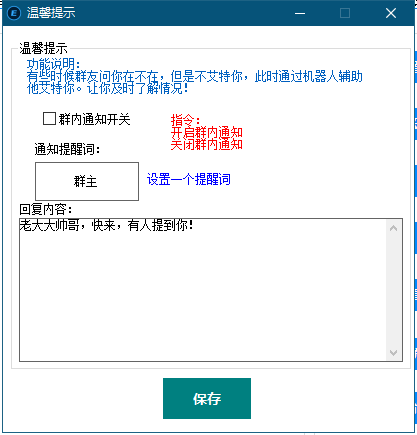 温馨提示
温馨提示
功能说明:
有些时候群友问你在不在，但是不艾特你，此时通过机器人辅助
他艾特你。让你及时了解情况!
群内通知开关
指令:
开启群内通知
关闭群内通知
通知提醒词:
群主
设置一个提醒词
回复内容:
老大大帅哥，快来，有人提到你!
保存